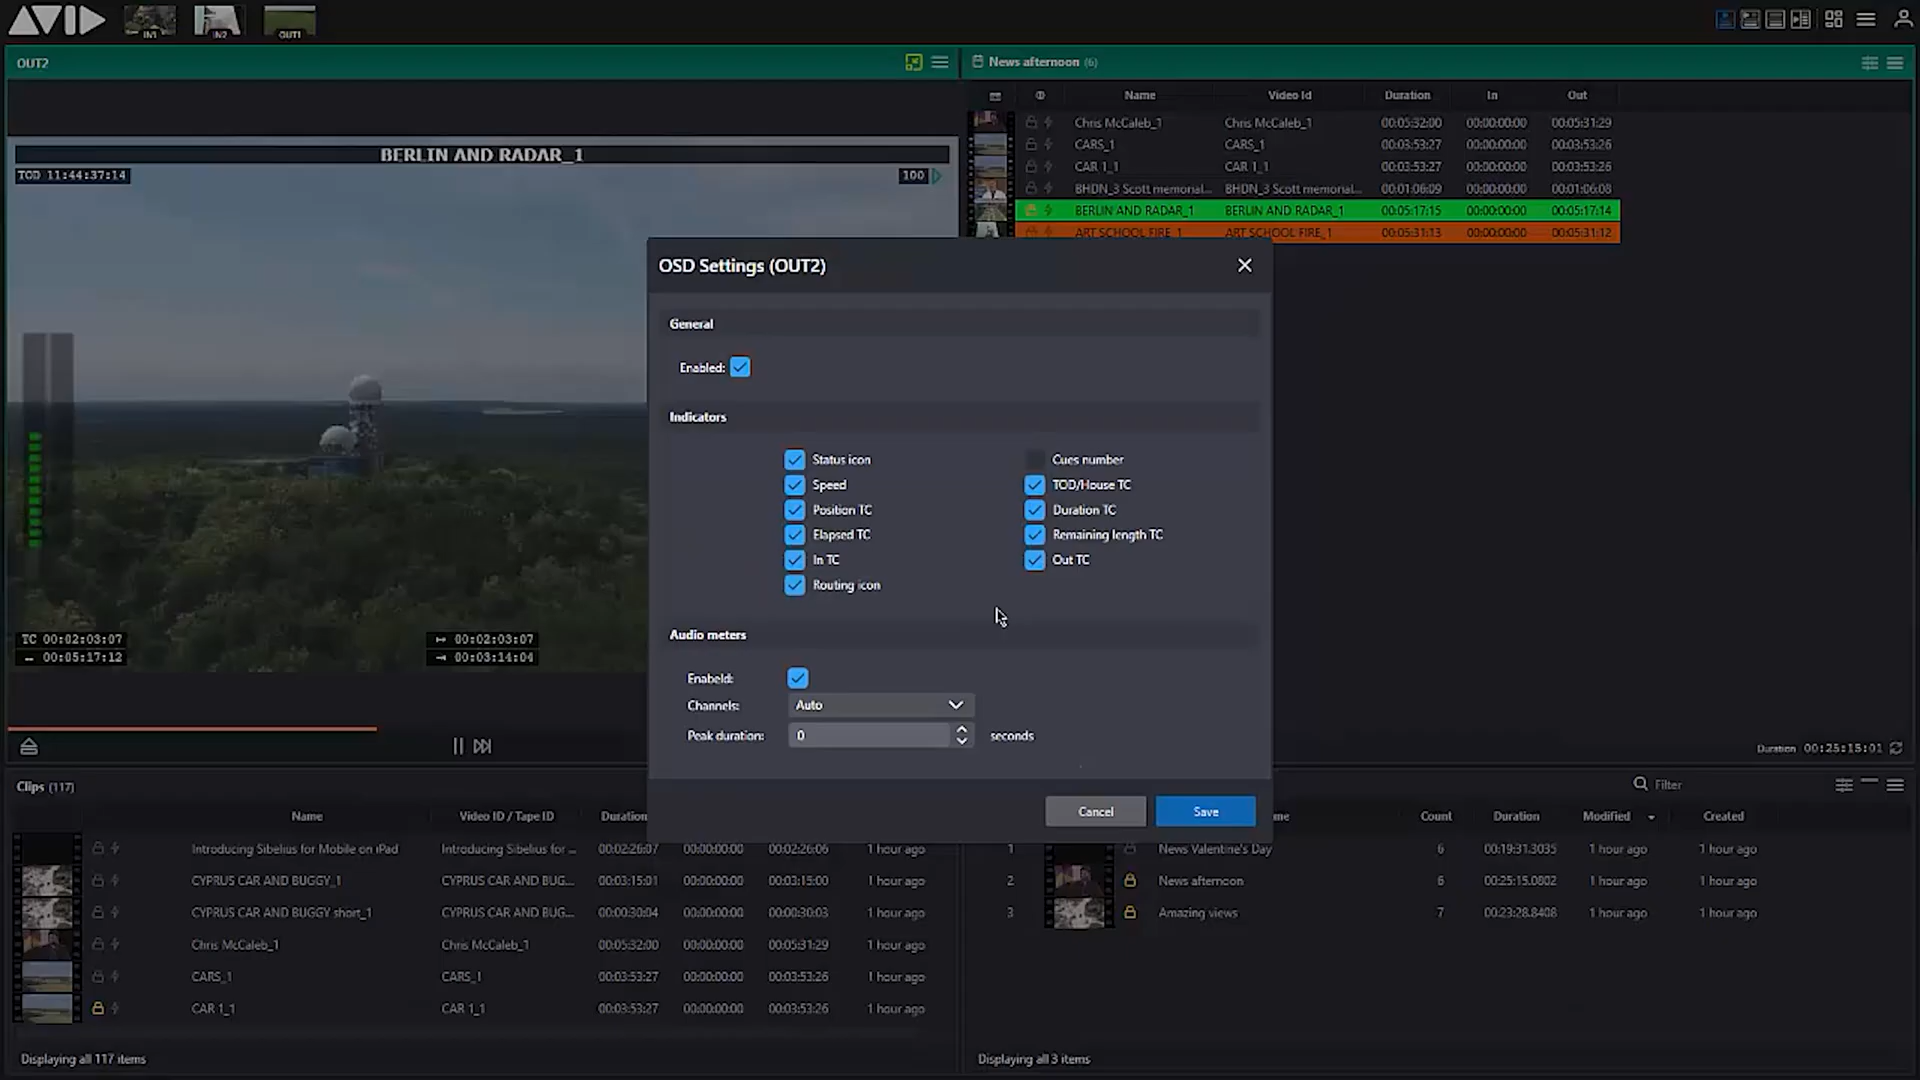 AVID
IN1
IN2
OUT1
OUT2
BERLIN AND RADAR_1
TOD 11:44:37:14
100
TC 00:02:03:07
00:05:17:12
00:02:03:07
00:03:14:04
News afternoon (6)
Name Video Id Duration In Out
Chris McCaleb_1 Chris McCaleb_1 00:05:32:00 00:00:00:00 00:05:31:29
CARS_1 CARS_1 00:03:53:27 00:00:00:00 00:03:53:26
CAR 1_1 CAR 1_1 00:03:53:27 00:00:00:00 00:03:53:26
BHDN_3 Scott memorial... BHDN_3 Scott memorial... 00:01:06:09 00:00:00:00 00:01:06:08
BERLIN AND RADAR_1 BERLIN AND RADAR_1 00:05:17:15 00:00:00:00 00:05:17:14
ART SCHOOL FIRE_1 ART SCHOOL FIRE_1 00:05:31:13 00:00:00:00 00:05:31:12
Duration 00:25:15:01
OSD Settings (OUT2)
General
Enabled:
Indicators
Status icon
Speed
Position TC
Elapsed TC
In TC
Routing icon
Cues number
TOD/House TC
Duration TC
Remaining length TC
Out TC
Audio meters
Enabeld:
Channels: Auto
Peak duration: 0 seconds
Cancel Save
Clips (117)
Name Video ID / Tape ID Duration
Introducing Sibelius for Mobile on iPad Introducing Sibelius for ... 00:02:26:07 00:00:00:00 00:02:26:06 1 hour ago
CYPRUS CAR AND BUGGY_1 CYPRUS CAR AND BUG... 00:03:15:01 00:00:00:00 00:03:15:00 1 hour ago
CYPRUS CAR AND BUGGY short_1 CYPRUS CAR AND BUG... 00:00:30:04 00:00:00:00 00:00:30:03 1 hour ago
Chris McCaleb_1 Chris McCaleb_1 00:05:32:00 00:00:00:00 00:05:31:29 1 hour ago
CARS_1 CARS_1 00:03:53:27 00:00:00:00 00:03:53:26 1 hour ago
CAR 1_1 CAR 1_1 00:03:53:27 00:00:00:00 00:03:53:26 1 hour ago
Displaying all 117 items
Filter
me Count Duration Modified Created
1 News Valentine's Day 6 00:19:31.3035 1 hour ago 1 hour ago
2 News afternoon 6 00:25:15.0802 1 hour ago 1 hour ago
3 Amazing views 7 00:23:28.8408 1 hour ago 1 hour ago
Displaying all 3 items